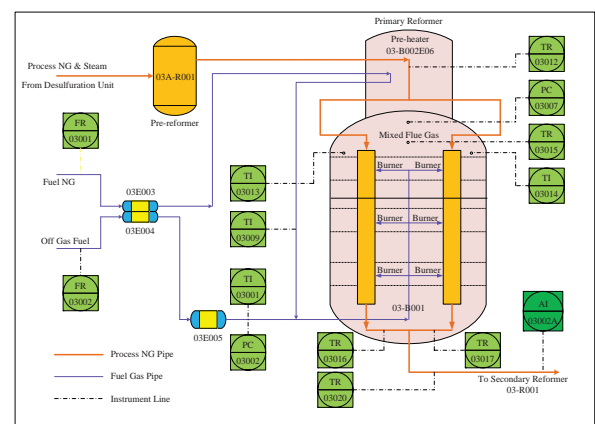 Primary Reformer
Pre-heater
03-B002E06
TR
03012
Process NG & Steam
From Desulfuration Unit
03A-R001
Pre-reformer
PC
03007
FR
03001
Mixed Flue Gas
TR
03015
Fuel NG
03E003
03E004
TI
03013
Burner Burner
TI
03014
Off Gas Fuel
TI
03009
Burner Burner
FR
03002
TI
03001
Burner Burner
03-B001
AI
03002A
03E005
PC
03002
TR
03016
TR
03017
Process NG Pipe
Fuel Gas Pipe
Instrument Line
TR
03020
To Secondary Reformer
03-R001